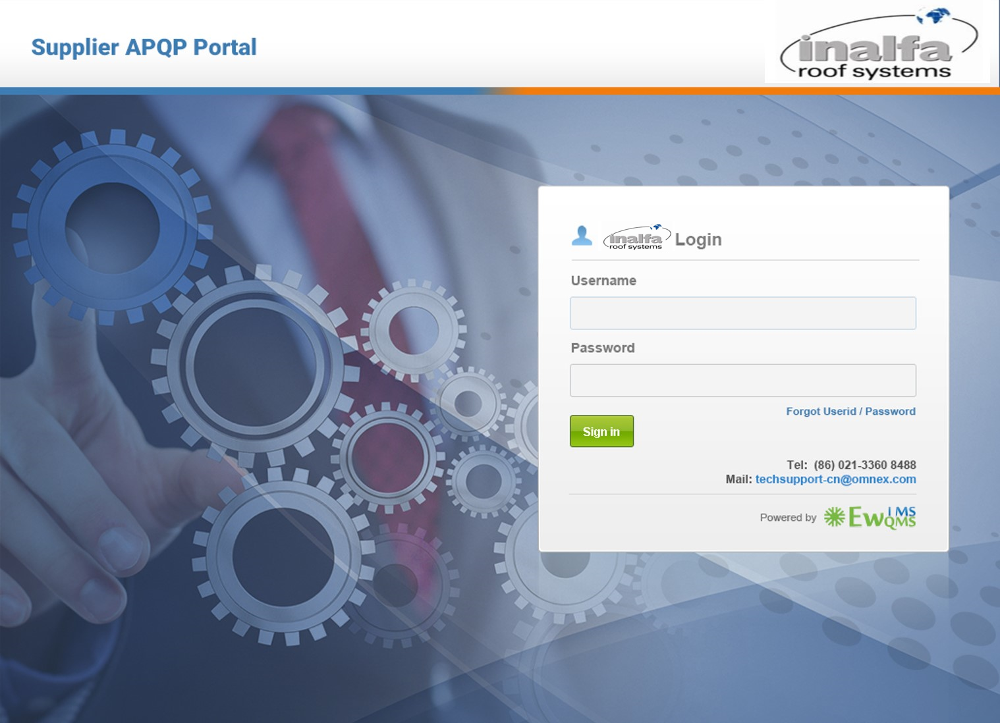 Supplier APQP Portal
inalfa
roof systems
inalfa
roof systems
Login
Username
Password
Forgot Userid / Password
Sign in
Tel: (86) 021-3360 8488
Mail: techsupport-cn@omnex.com
Powered by EwIMS
QMS